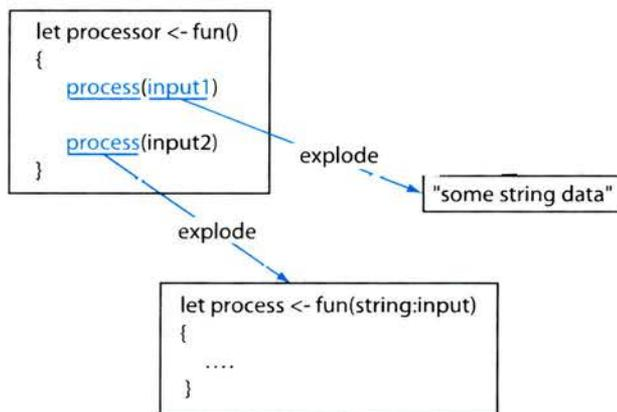 let processor <- fun()
{
process(input1)
process(input2)
}
explode
"some string data"
explode
let process <- fun(string:input)
{
....
}